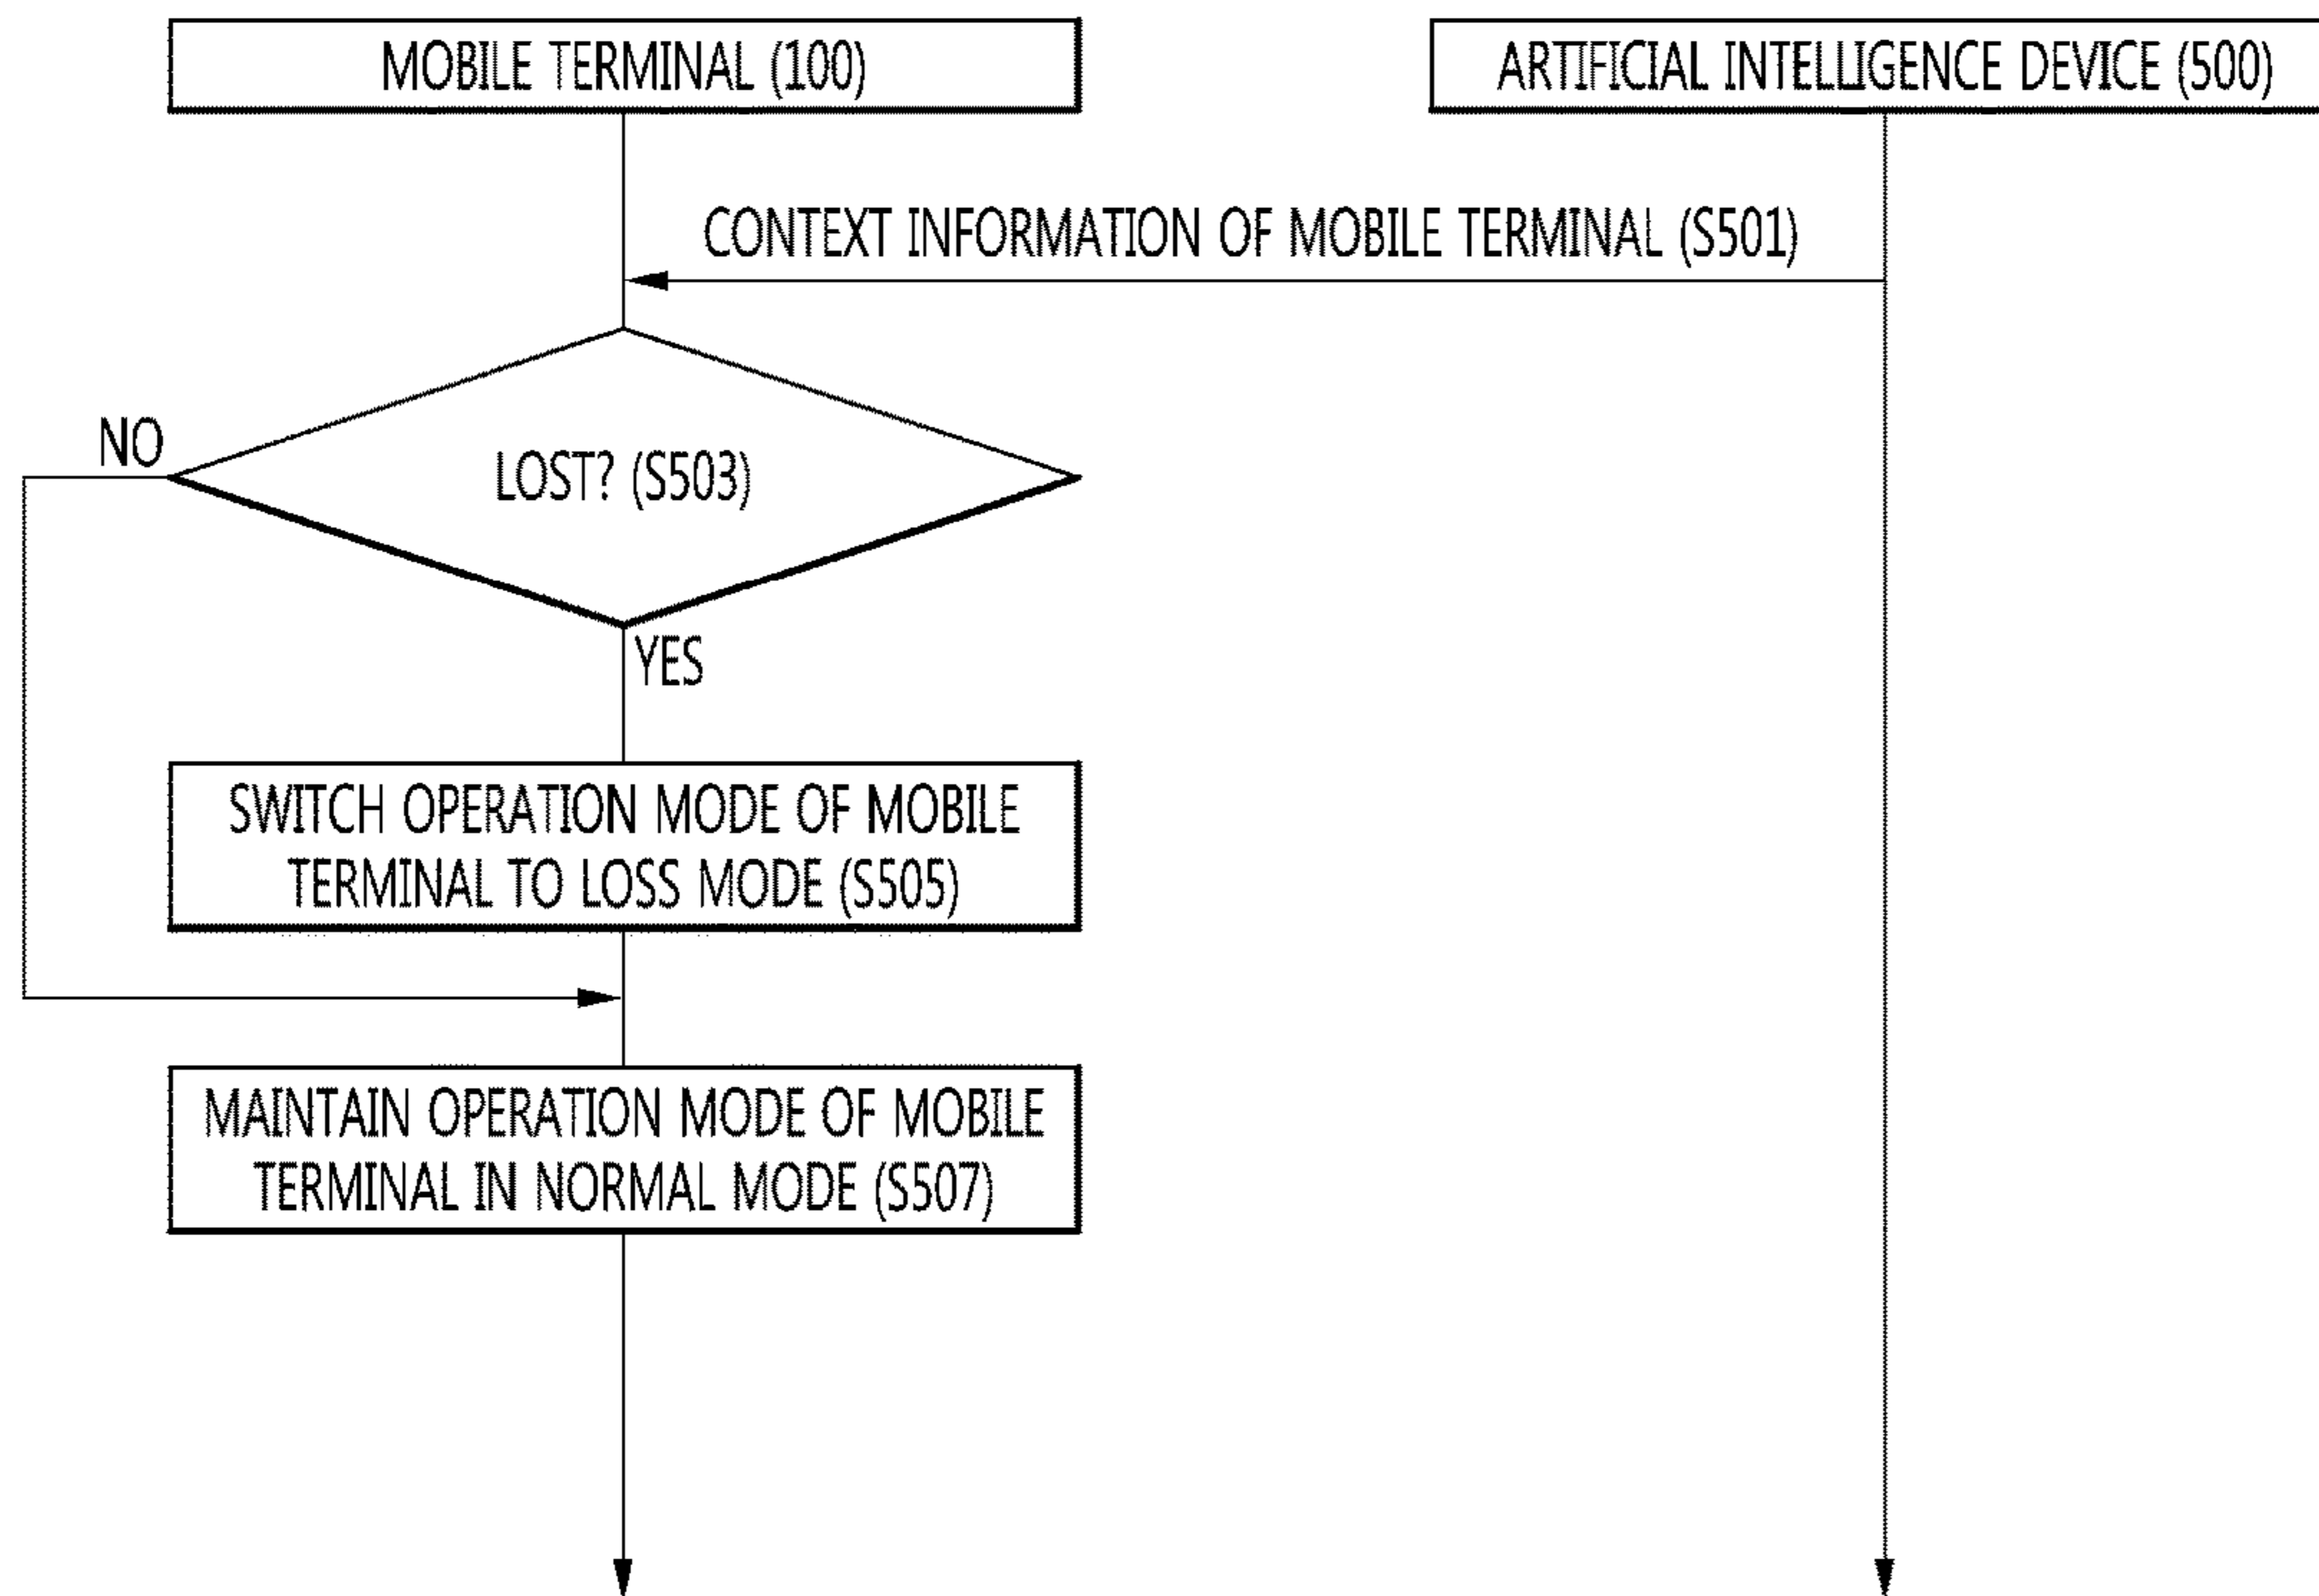 MOBILE TERMINAL (100)
ARTIFICIAL INTELLIGENCE DEVICE (500)
CONTEXT INFORMATION OF MOBILE TERMINAL (S501)
NO
LOST? (S503)
YES
SWITCH OPERATION MODE OF MOBILE
TERMINAL TO LOSS MODE (S505)
MAINTAIN OPERATION MODE OF MOBILE
TERMINAL IN NORMAL MODE (S507)